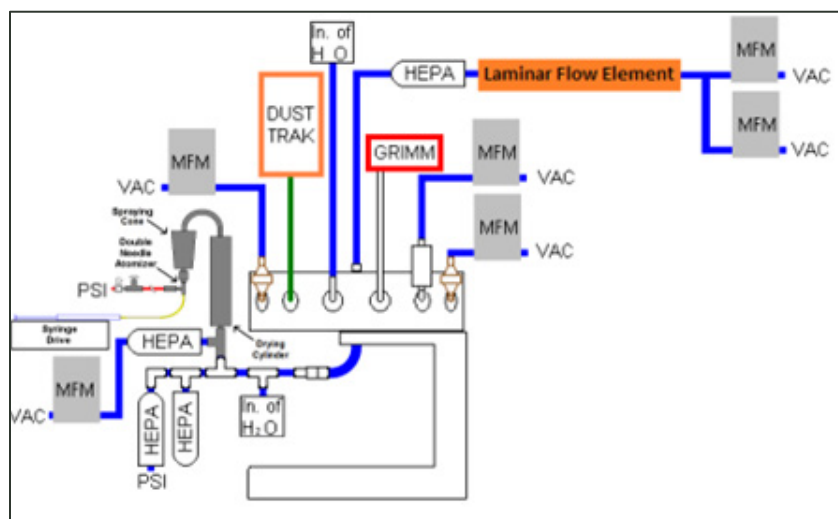 In. of
H O
HEPA
Laminar Flow Element
MFM
VAC
MFM
VAC
DUST
TRAK
GRIMM
MFM
VAC
MFM
VAC
MFM
VAC
Spraying
Cone
Double
Needle
Atomizer
PSI
Syringe
Drive
Drying
Cylinder
HEPA
MFM
VAC
HEPA
HEPA
PSI
In. of
H₂O